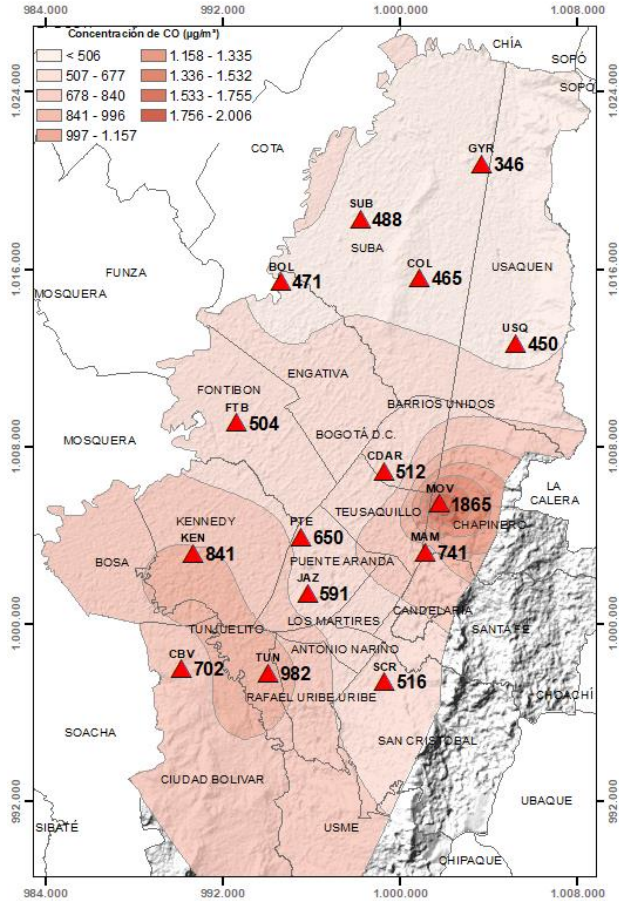 984.000 992.000 1.000.000 1.008.000
Concentración de CO (µg/m³)
< 506 1.158 - 1.335
507 - 677 1.336 - 1.532
678 - 840 1.533 - 1.755
841 - 996 1.756 - 2.006
997 - 1.157
CHÍA
SOPÓ
SOPÓ
1.024.000 1.024.000
COTA
GYR
346
SUB
488
SUBA
BOL
471
COL
465
USAQUEN
FUNZA
1.016.000 1.016.000
MOSQUERA
USQ
450
ENGATIVA
FONTIBON
FTB
504
BARRIOS UNIDOS
BOGOTÁ D.C.
MOSQUERA
1.008.000 1.008.000
CDAR
512
MOV
1865
LA
CALERA
TEUSAQUILLO
CHAPINERO
KENNEDY
KEN
841
PTE
650
MAM
741
BOSA
PUENTE ARANDA
JAZ
591
CANDELARIA
LOS MARTIRES
SANTA FE
1.000.000 1.000.000
TUNJUELITO
ANTONIO NARIÑO
CBV
702
TUN
982
SCR
516
RAFAEL URIBE URIBE
CHOACHÍ
SOACHA
SAN CRISTOBAL
CIUDAD BOLIVAR
992.000 992.000
UBAQUE
SIBATÉ
USME
CHIPAQUE
984.000 992.000 1.000.000 1.008.000